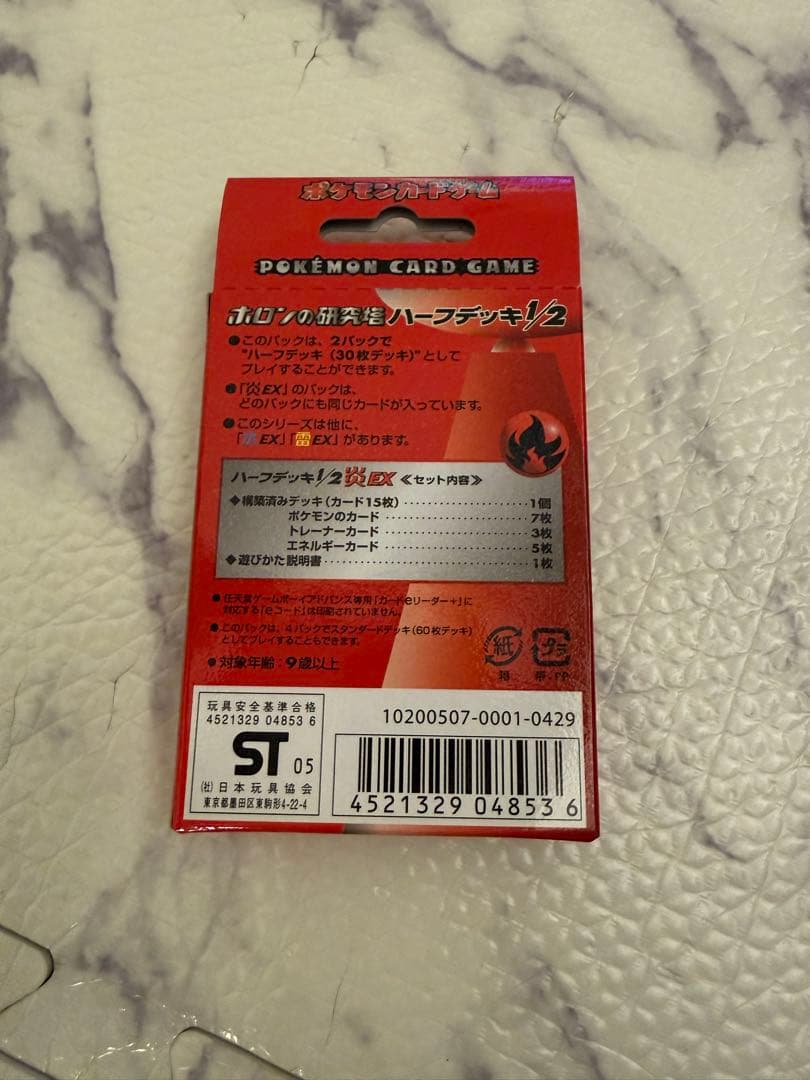 ポケモンカードゲーム
POKÉMON CARD GAME
ホロンの研究塔 ハーフデッキ1/2
●このパックは、2パックで
"ハーフデッキ(30枚デッキ)"として
プレイすることができます。
●「炎EX」のパックは、
どのパックにも同じカードが入っています。
●このシリーズは他に、
「水EX」「雷EX」があります。
ハーフデッキ1/2 炎EX ≪セット内容≫
◆構築済みデッキ(カード15枚)‥‥‥‥‥‥1個
ポケモンのカード‥‥‥‥‥‥7枚
トレーナーカード‥‥‥‥‥‥3枚
エネルギーカード‥‥‥‥‥‥5枚
◆遊びかた説明書‥‥‥‥‥‥1枚
●任天堂ゲームボーイアドバンス専用「カードeリーダー+」に
対応する「eコード」は印刷されていません。
●このパックは、4パックでスタンダードデッキ(60枚デッキ)
としてプレイすることもできます。
●対象年齢:9歳以上
紙
箱
プラ
帯・PP
玩具安全基準合格
4521329 04853 6
ST 05
(社)日本玩具協会
東京都墨田区東駒形4-22-4
10200507-0001-0429
4 521329 04853 6